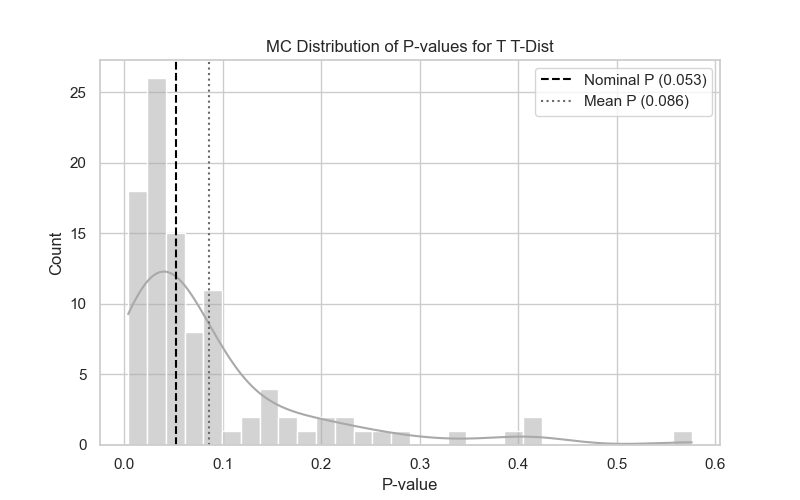 MC Distribution of P-values for T T-Dist
Nominal P (0.053)
Mean P (0.086)
Count
25
20
15
10
5
0
0.0 0.1 0.2 0.3 0.4 0.5 0.6
P-value